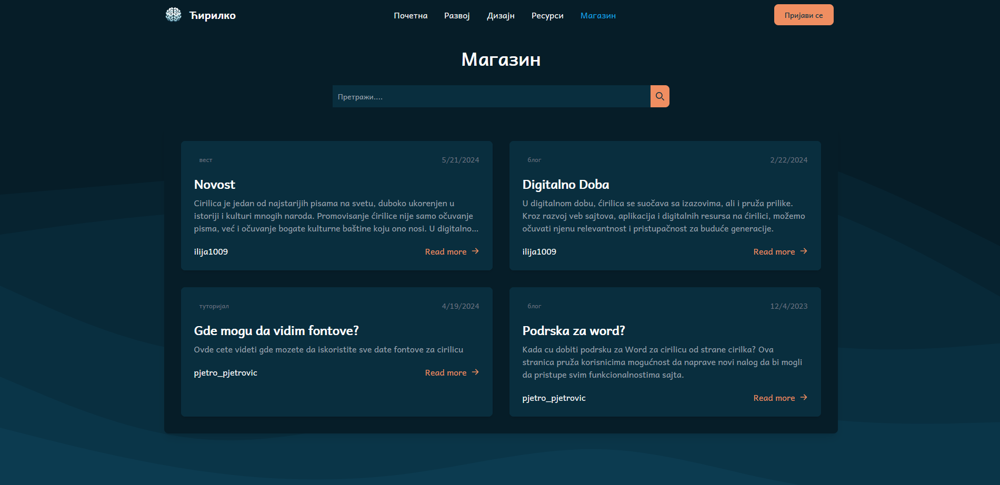 Ћирилко
Почетна Развој Дизајн Ресурси Магазин
Пријави се
Магазин
Претражи....
вест 5/21/2024
Novost
Cirilica je jedan od najstarijih pisama na svetu, duboko ukorenjen u
istoriji i kulturi mnogih naroda. Promovisanje ćirilice nije samo očuvanje
pisma, već i očuvanje bogate kulturne baštine koju ono nosi. U digitalno...
ilija1009 Read more
блог 2/22/2024
Digitalno Doba
U digitalnom dobu, ćirilica se suočava sa izazovima, ali i pruža prilike.
Kroz razvoj veb sajtova, aplikacija i digitalnih resursa na ćirilici, možemo
očuvati njenu relevantnost i pristupačnost za buduće generacije.
ilija1009 Read more
туторијал 4/19/2024
Gde mogu da vidim fontove?
Ovde cete videti gde mozete da iskoristite sve date fontove za cirilicu
pjetro_pjetrovic Read more
блог 12/4/2023
Podrska za word?
Kada cu dobiti podrsku za Word za cirilicu od strane cirilka? Ova
stranica pruža korisnicima mogućnost da naprave novi nalog da bi mogli
da pristupe svim funkcionalnostima sajta.
pjetro_pjetrovic Read more